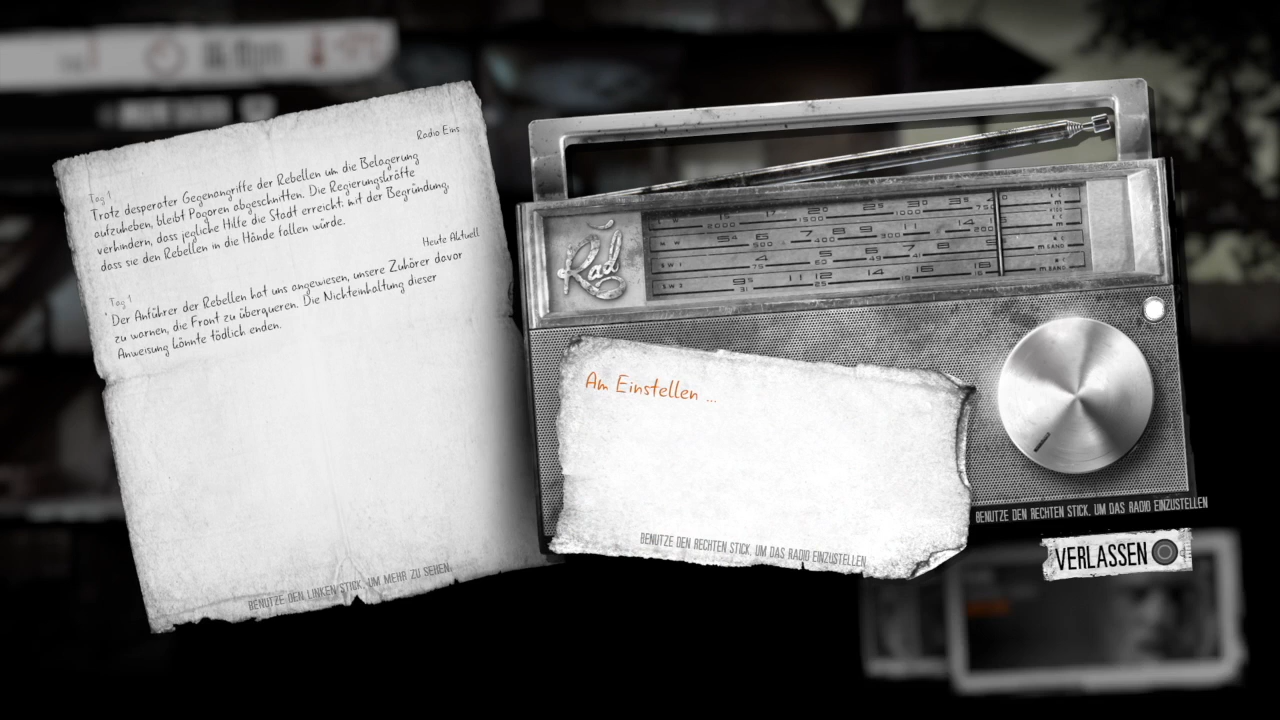 Radio Eins
Tag 1
Trotz desperater Gegenangriffe der Rebellen um die Belagerung
aufzuheben, bleibt Pogoren abgeschnitten. Die Regierungskräfte
verhindern, dass jegliche Hilfe die Stadt erreicht: mit der Begründung,
dass sie den Rebellen in die Hände fallen würde.
Heute Aktuell
Tag 1
Der Anführer der Rebellen hat uns angewiesen, unsere Zuhörer davor
zu warnen, die Front zu überqueren. Die Nichteinhaltung dieser
Anweisung könnte tödlich enden.
BENUTZE DEN LINKEN STICK, UM MEHR ZU SEHEN.
Rad
Am Einstellen ...
BENUTZE DEN RECHTEN STICK, UM DAS RADIO EINZUSTELLEN
BENUTZE DEN RECHTEN STICK, UM DAS RADIO EINZUSTELLEN
VERLASSEN